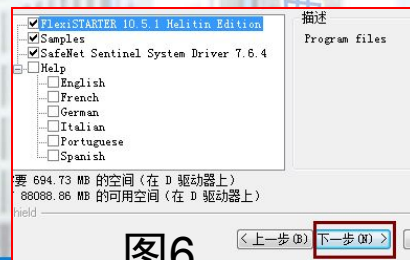 FlexiSTARTER 10.5.1 Helitin Edition
Samples
SafeNet Sentinel System Driver 7.6.4
Help
English
French
German
Italian
Portuguese
Spanish
描述
Program files
要 694.73 MB 的空间 (在 D 驱动器上)
88088.86 MB 的可用空间 (在 D 驱动器上)
hield
< 上一步(B)
下一步(N) >
图6